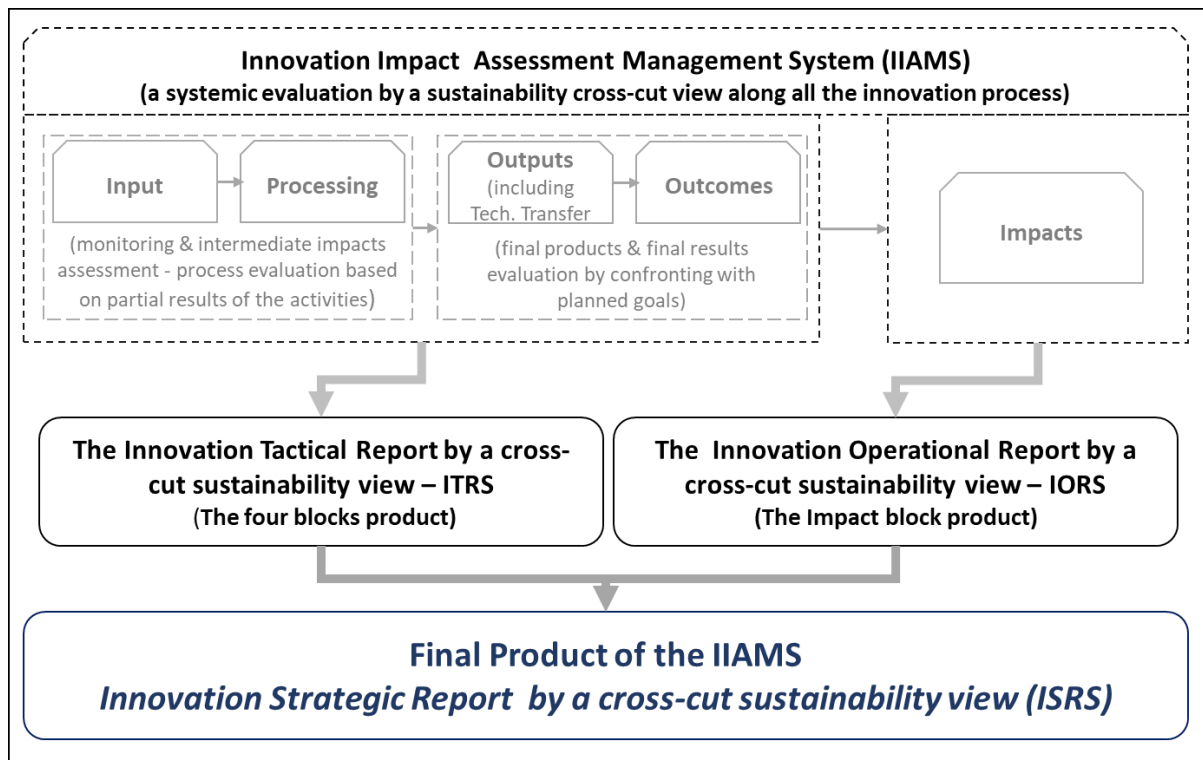 Innovation Impact Assessment Management System (IIAMS)
(a systemic evaluation by a sustainability cross-cut view along all the innovation process)
Input
Processing
(monitoring & intermediate impacts
assessment - process evaluation based
on partial results of the activities)
Outputs
(including
Tech. Transfer
Outcomes
(final products & final results
evaluation by confronting with
planned goals)
Impacts
The Innovation Tactical Report by a cross-
cut sustainability view – ITRS
(The four blocks product)
The Innovation Operational Report by a
cross-cut sustainability view – IORS
(The Impact block product)
Final Product of the IIAMS
Innovation Strategic Report by a cross-cut sustainability view (ISRS)